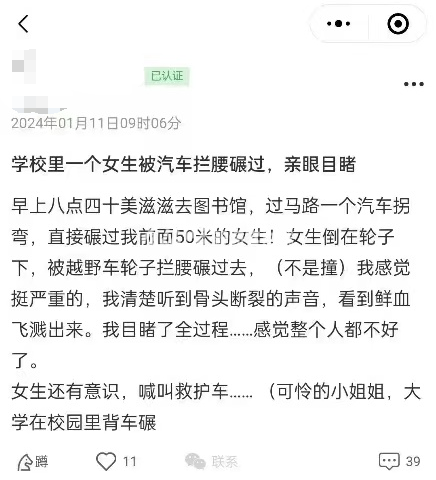 已认证
2024年01月11日09时06分
学校里一个女生被汽车拦腰碾过，亲眼目睹
早上八点四十美滋滋去图书馆，过马路一个汽车拐
弯，直接碾过我前面50米的女生！女生倒在轮子
下，被越野车轮子拦腰碾过去，（不是撞）我感觉
挺严重的，我清楚听到骨头断裂的声音，看到鲜血
飞溅出来。我目睹了全过程……感觉整个人都不好
了。
女生还有意识，喊叫救护车……（可怜的小姐姐，大
学在校园里背车碾
蹲 11 联系 39